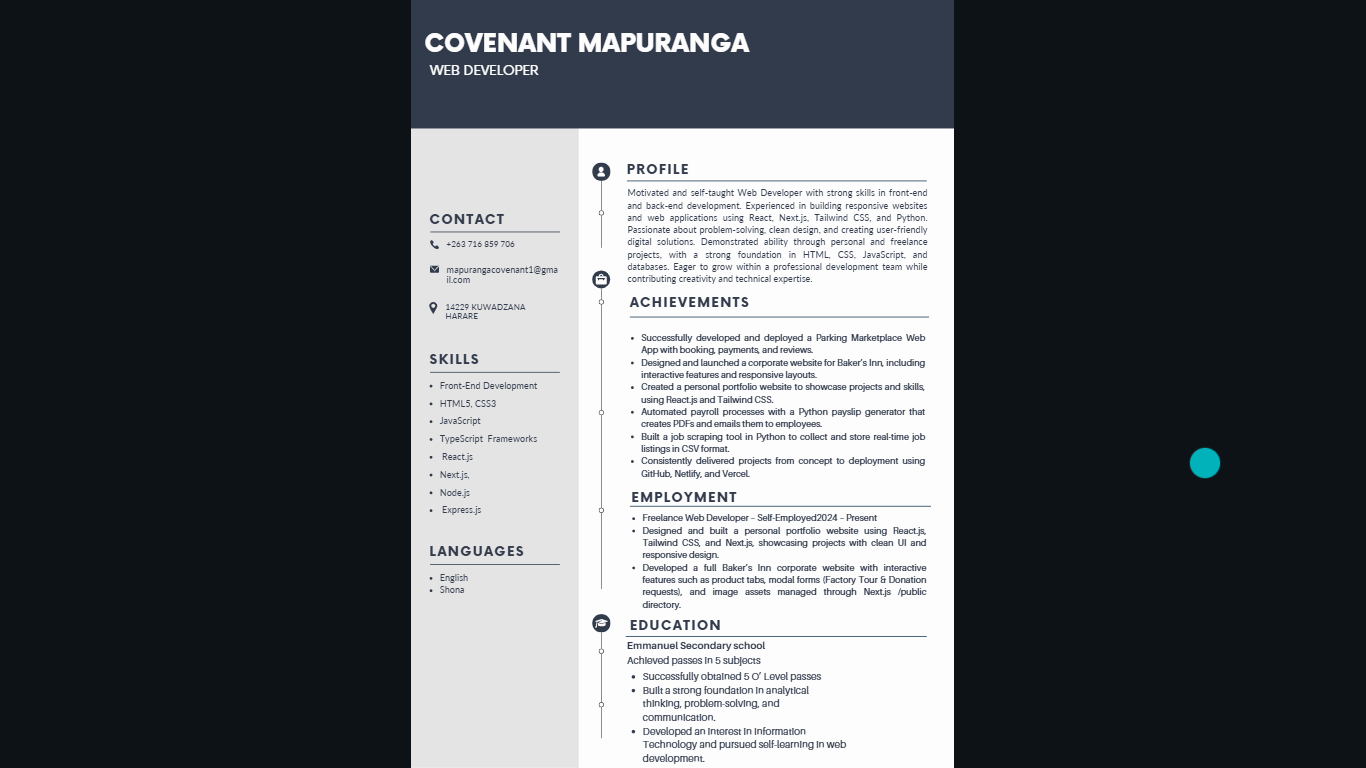 COVENANT MAPURANGA
WEB DEVELOPER
CONTACT
+263 716 859 706
mapurangacovenant1@gma
il.com
14229 KUWADZANA
HARARE
SKILLS
• Front-End Development
• HTML5, CSS3
• JavaScript
• TypeScript Frameworks
• React.js
• Next.js,
• Node.js
• Express.js
LANGUAGES
• English
• Shona
PROFILE
Motivated and self-taught Web Developer with strong skills in front-end
and back-end development. Experienced in building responsive websites
and web applications using React, Next.js, Tailwind CSS, and Python.
Passionate about problem-solving, clean design, and creating user-friendly
digital solutions. Demonstrated ability through personal and freelance
projects, with a strong foundation in HTML, CSS, JavaScript, and
databases. Eager to grow within a professional development team while
contributing creativity and technical expertise.
ACHIEVEMENTS
• Successfully developed and deployed a Parking Marketplace Web
App with booking, payments, and reviews.
• Designed and launched a corporate website for Baker's Inn, including
interactive features and responsive layouts.
• Created a personal portfolio website to showcase projects and skills,
using React.js and Tailwind CSS.
• Automated payroll processes with a Python payslip generator that
creates PDFs and emails them to employees.
• Built a job scraping tool in Python to collect and store real-time job
listings in CSV format.
• Consistently delivered projects from concept to deployment using
GitHub, Netlify, and Vercel.
EMPLOYMENT
• Freelance Web Developer – Self-Employed2024 – Present
• Designed and built a personal portfolio website using React.js,
Tailwind CSS, and Next.js, showcasing projects with clean UI and
responsive design.
• Developed a full Baker's Inn corporate website with interactive
features such as product tabs, modal forms (Factory Tour & Donation
requests), and image assets managed through Next.js /public
directory.
EDUCATION
Emmanuel Secondary school
Achieved passes in 5 subjects
• Successfully obtained 5 O' Level passes
• Built a strong foundation in analytical
thinking, problem-solving, and
communication.
• Developed an interest in Information
Technology and pursued self-learning in web
development.